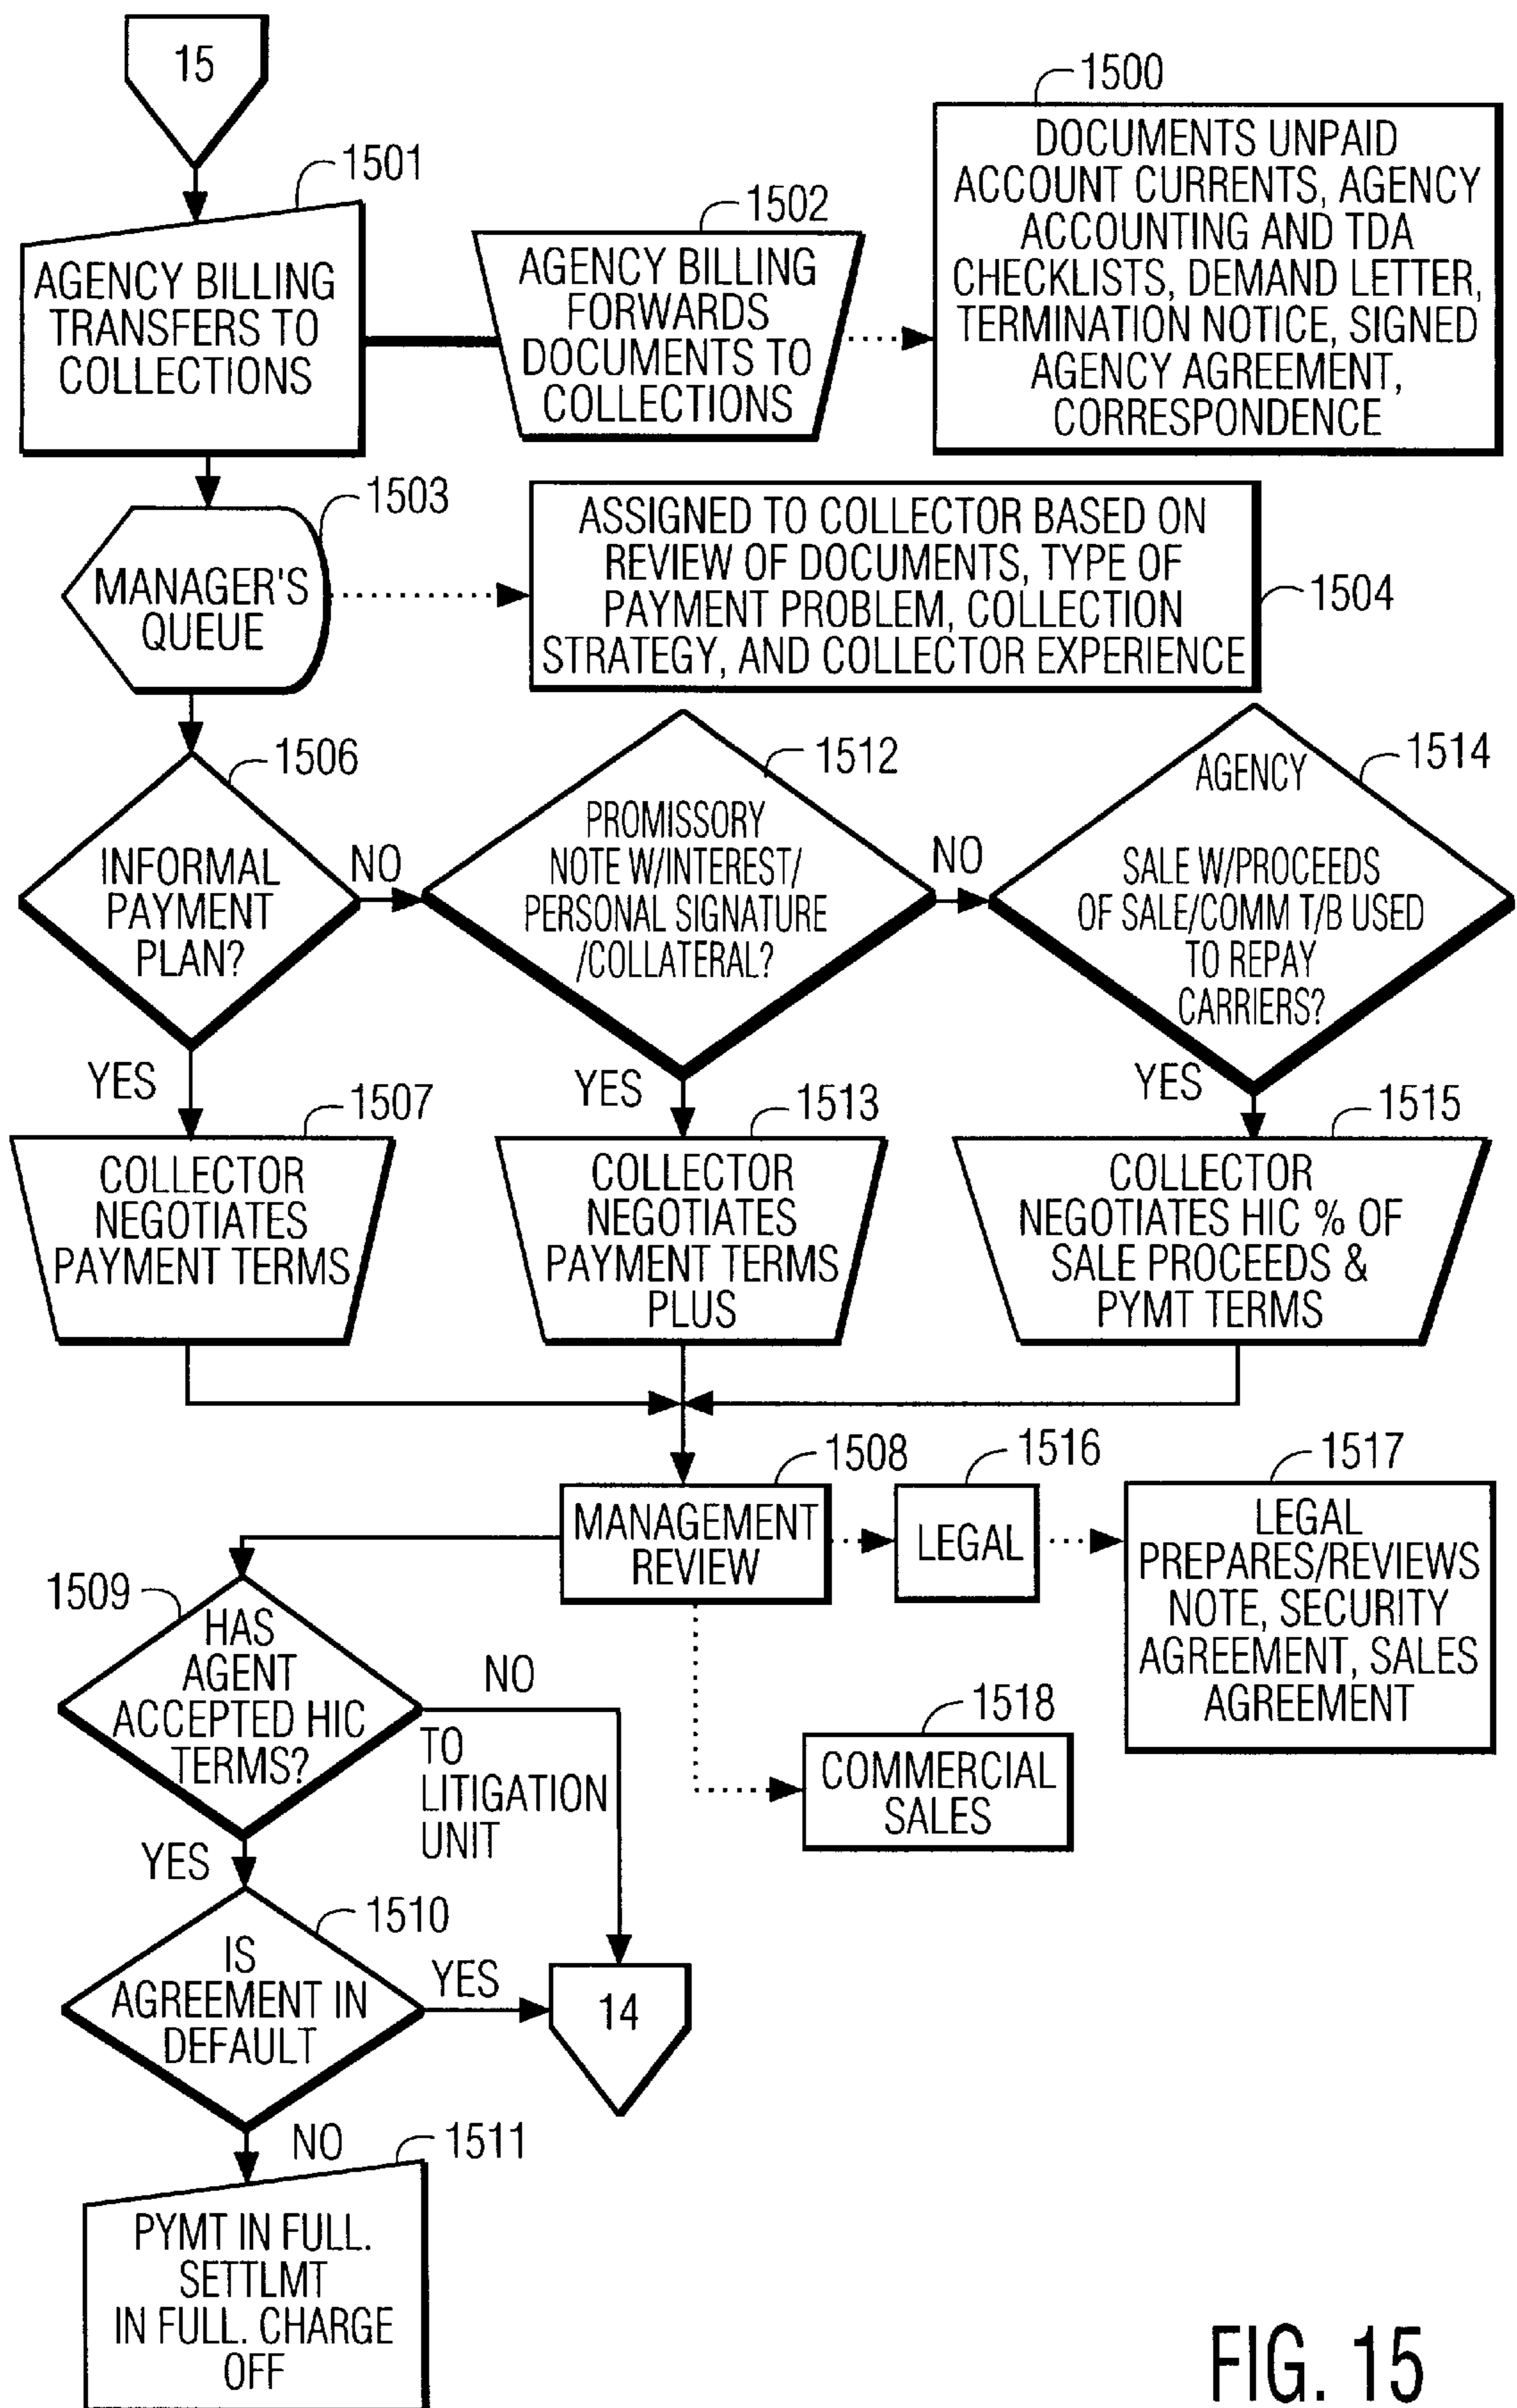 15
1501
AGENCY BILLING
TRANSFERS TO
COLLECTIONS
1502
AGENCY BILLING
FORWARDS
DOCUMENTS TO
COLLECTIONS
1500
DOCUMENTS UNPAID
ACCOUNT CURRENTS, AGENCY
ACCOUNTING AND TDA
CHECKLISTS, DEMAND LETTER,
TERMINATION NOTICE, SIGNED
AGENCY AGREEMENT,
CORRESPONDENCE
1503
MANAGER'S
QUEUE
ASSIGNED TO COLLECTOR BASED ON
REVIEW OF DOCUMENTS, TYPE OF
PAYMENT PROBLEM, COLLECTION
STRATEGY, AND COLLECTOR EXPERIENCE
1504
1506
INFORMAL
PAYMENT
PLAN?
NO
YES
1512
PROMISSORY
NOTE W/INTEREST/
PERSONAL SIGNATURE
/COLLATERAL?
NO
YES
1514
AGENCY
SALE W/PROCEEDS
OF SALE/COMM T/B USED
TO REPAY
CARRIERS?
YES
1507
COLLECTOR
NEGOTIATES
PAYMENT TERMS
1513
COLLECTOR
NEGOTIATES
PAYMENT TERMS
PLUS
1515
COLLECTOR
NEGOTIATES HIC % OF
SALE PROCEEDS &
PYMT TERMS
1508
MANAGEMENT
REVIEW
1516
LEGAL
1517
LEGAL
PREPARES/REVIEWS
NOTE, SECURITY
AGREEMENT, SALES
AGREEMENT
1509
HAS
AGENT
ACCEPTED HIC
TERMS?
NO
TO
LITIGATION
UNIT
YES
1518
COMMERCIAL
SALES
1510
IS
AGREEMENT IN
DEFAULT
YES
14
NO
1511
PYMT IN FULL.
SETTLMT
IN FULL. CHARGE
OFF
FIG. 15